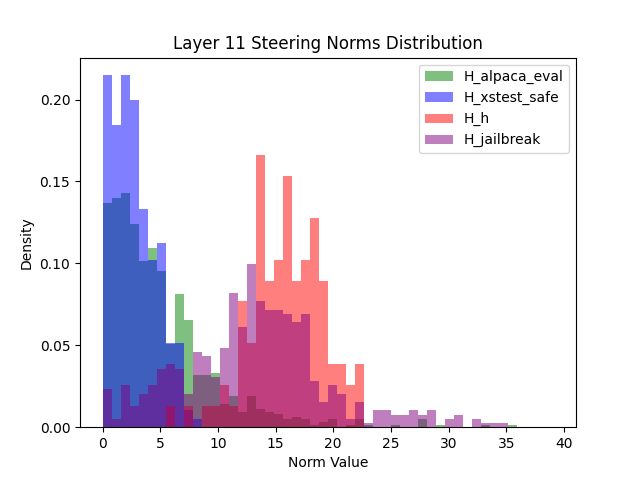 Layer 11 Steering Norms Distribution
H_alpaca_eval
H_xstest_safe
H_h
H_jailbreak
0.20
0.15
0.10
0.05
0.00
Density
0 5 10 15 20 25 30 35 40
Norm Value